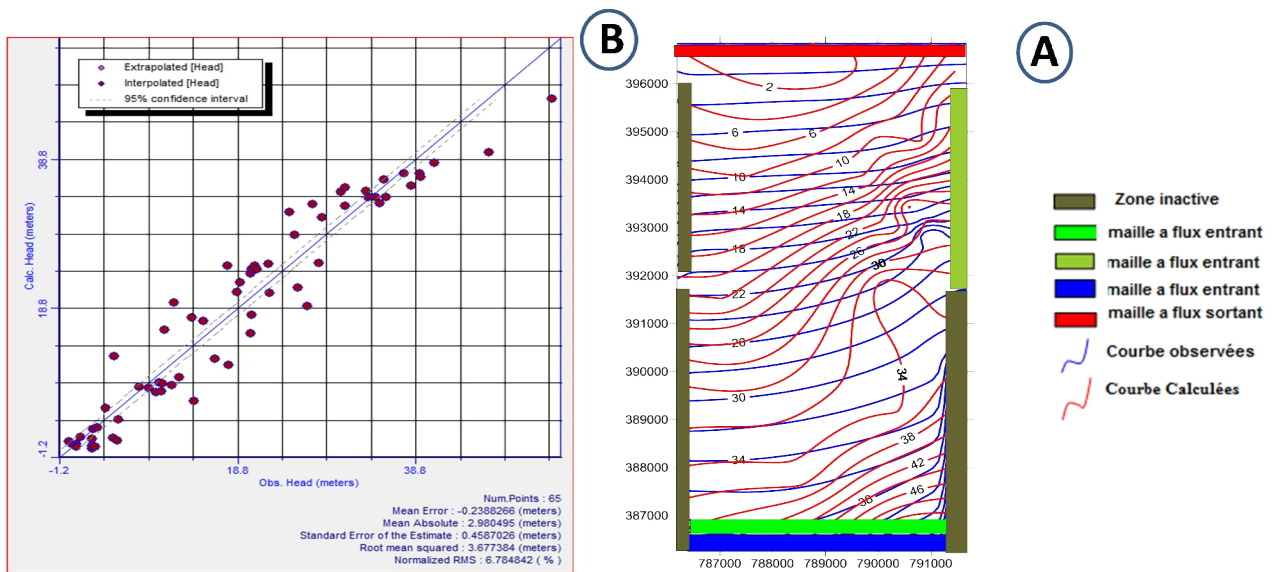 B
A
Extrapolated [Head]
Interpolated [Head]
95% confidence interval
Calc. Head (meters)
38.8
18.8
-1.2
-1.2 18.8 38.8
Obs. Head (meters)
Num.Points : 65
Mean Error : -0.2388266 (meters)
Mean Absolute : 2.980495 (meters)
Standard Error of the Estimate : 0.4587026 (meters)
Root mean squared : 3.677384 (meters)
Normalized RMS : 6.784842 ( % )
396000
395000
394000
393000
392000
391000
390000
389000
388000
387000
787000 788000 789000 790000 791000
2
6 6
10 10
14 14
18 18
22
26
30
22
26
30
34
34
38
42
46
38
Zone inactive
maille a flux entrant
maille a flux entrant
maille a flux entrant
maille a flux sortant
Courbe observées
Courbe Calculées